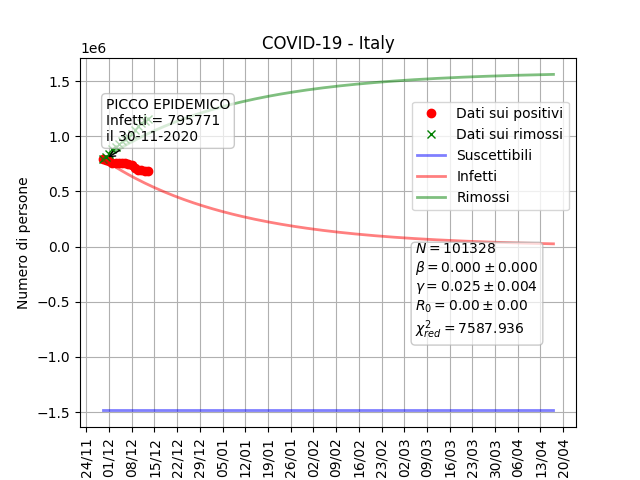 COVID-19 - Italy
1e6
PICCO EPIDEMICO
Infetti = 795771
il 30-11-2020
Dati sui positivi
Dati sui rimossi
Suscettibili
Infetti
Rimossi
N = 101328
β = 0.000 ± 0.000
γ = 0.025 ± 0.004
R₀ = 0.00 ± 0.00
χ²red = 7587.936
Numero di persone
1.5
1.0
0.5
0.0
−0.5
−1.0
−1.5
24/11
01/12
08/12
15/12
22/12
29/12
05/01
12/01
19/01
26/01
02/02
09/02
16/02
23/02
02/03
09/03
16/03
23/03
30/03
06/04
13/04
20/04